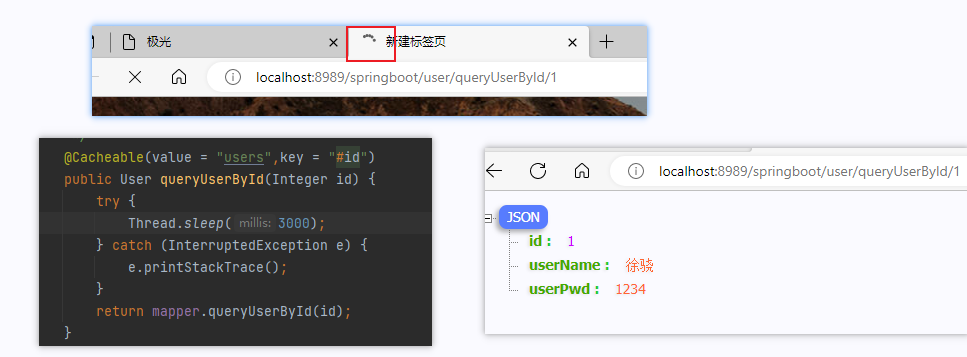 极光
新建标签页
localhost:8989/springboot/user/queryUserById/1
@Cacheable(value = "users",key = "#id")
public User queryUserById(Integer id) {
try {
Thread.sleep( millis: 3000);
} catch (InterruptedException e) {
e.printStackTrace();
}
return mapper.queryUserById(id);
}
localhost:8989/springboot/user/queryUserById/1
JSON
id : 1
userName : 徐骁
userPwd : 1234